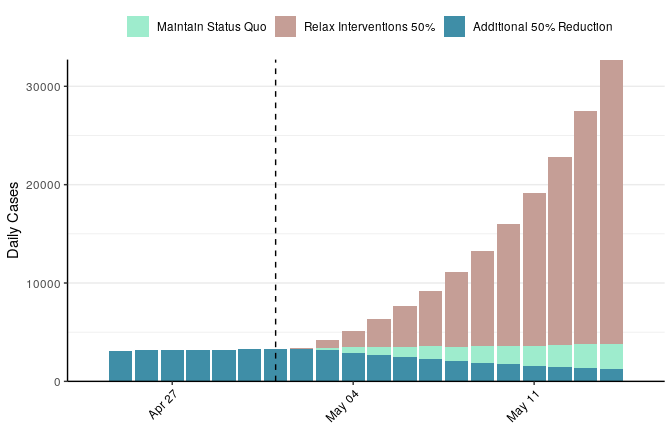 Maintain Status Quo Relax Interventions 50% Additional 50% Reduction
Daily Cases
30000
20000
10000
0
Apr 27 May 04 May 11